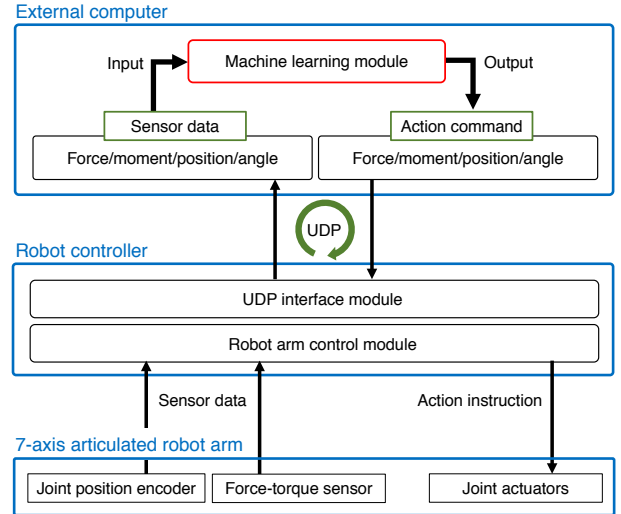 External computer
Input
Machine learning module
Output
Sensor data
Action command
Force/moment/position/angle
Force/moment/position/angle
UDP
Robot controller
UDP interface module
Robot arm control module
Sensor data
Action instruction
7-axis articulated robot arm
Joint position encoder
Force-torque sensor
Joint actuators